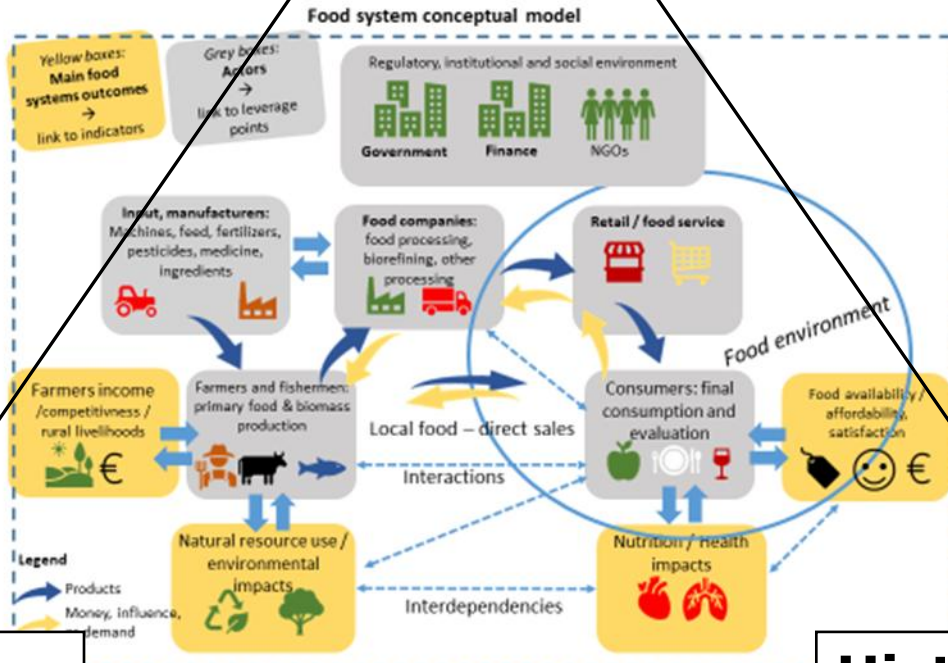 Food system conceptual model
Yellow boxes:
Main food
systems outcomes
→
link to indicators
Grey boxes:
Actors
→
link to leverage
points
Regulatory, institutional and social environment
Government
Finance
NGOs
Input, manufacturers:
Machines, feed, fertilizers,
pesticides, medicine,
ingredients
Food companies:
food processing,
biorefining, other
processing
Retail / food service
Food environment
Farmers income
/competitivness /
rural livelihoods
€
Farmers and fishermen:
primary food & biomass
production
Local food – direct sales
Interactions
Consumers: final
consumption and
evaluation
Food availability /
affordability,
satisfaction
€
Natural resource use /
environmental
impacts
Interdependencies
Nutrition / Health
impacts
Legend
Products
Money, influence,
demand